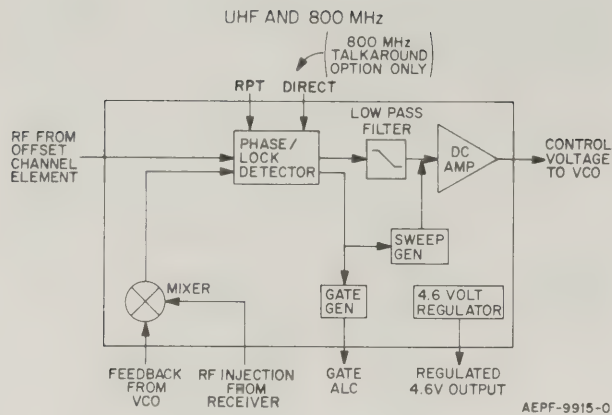 UHF AND 800 MHz
(800 MHz
TALKAROUND
OPTION ONLY)
RPT DIRECT
RF FROM
OFFSET
CHANNEL
ELEMENT
PHASE/
LOCK
DETECTOR
LOW PASS
FILTER
DC
AMP
CONTROL
VOLTAGE
TO VCO
SWEEP
GEN
MIXER
GATE
GEN
4.6 VOLT
REGULATOR
FEEDBACK
FROM
VCO
RF INJECTION
FROM
RECEIVER
GATE
ALC
REGULATED
4.6V OUTPUT
AEPF-9915-O